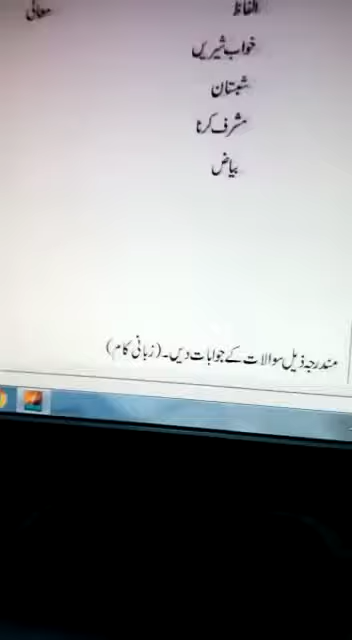 الفاظ معانی
خواب شیریں
شبستان
مشرف کرنا
بیاض
مندرجہ ذیل سوالات کے جوابات دیں۔ (زبانی کام)